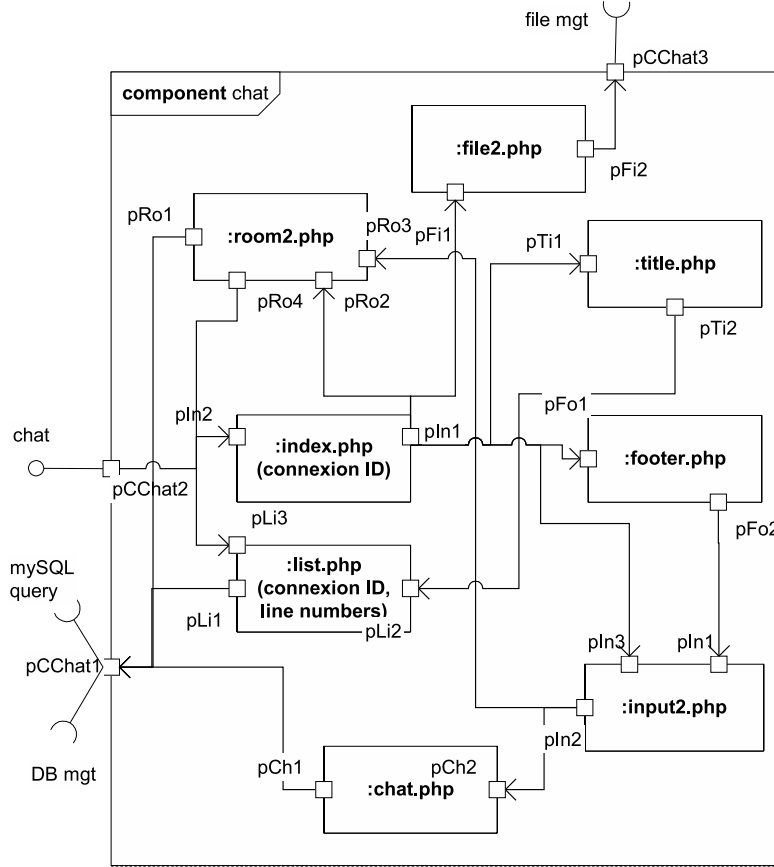 file mgt
pCChat3
component chat
:file2.php
pFi2
pRo1
:room2.php
pRo3
pFi1
pTi1
:title.php
pRo4
pRo2
pTi2
pIn2
pFo1
chat
:index.php
(connexion ID)
pIn1
:footer.php
pCChat2
pLi3
pFo2
mySQL
query
:list.php
(connexion ID,
line numbers)
pLi1
pLi2
pIn3
pIn1
pCChat1
:input2.php
pIn2
DB mgt
pCh1
pCh2
:chat.php